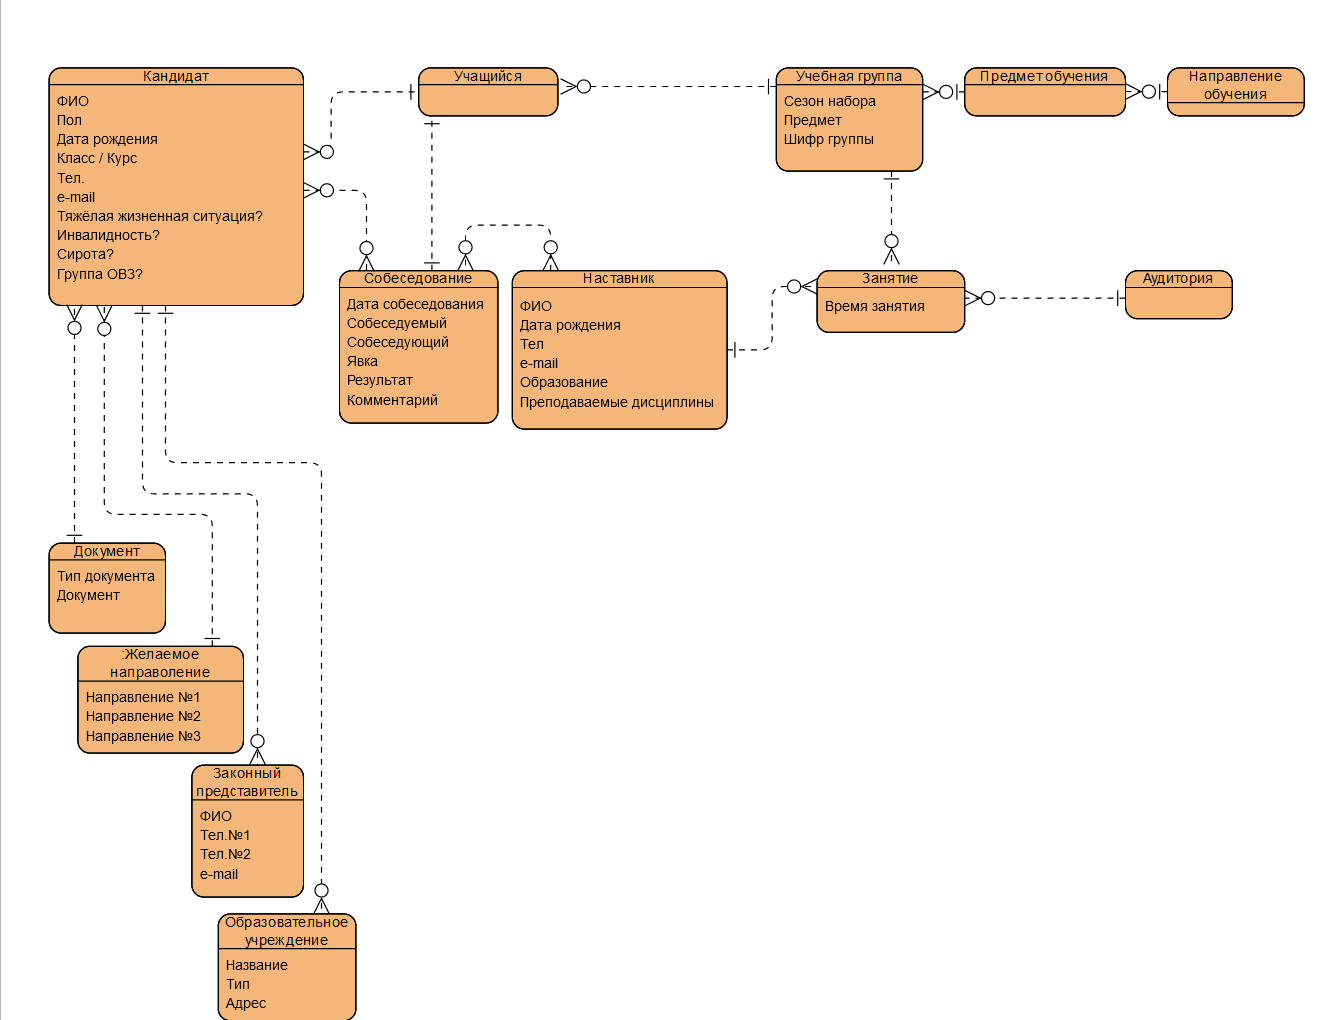 Кандидат
ФИО
Пол
Дата рождения
Класс / Курс
Тел.
e-mail
Тяжёлая жизненная ситуация?
Инвалидность?
Сирота?
Группа ОВЗ?
Учащийся
Учебная группа
Сезон набора
Предмет
Шифр группы
Предмет обучения
Направление
обучения
Собеседование
Дата собеседования
Собеседуемый
Собеседующий
Явка
Результат
Комментарий
Наставник
ФИО
Дата рождения
Тел
e-mail
Образование
Преподаваемые дисциплины
Занятие
Время занятия
Аудитория
Документ
Тип документа
Документ
:Желаемое
направоление
Направление №1
Направление №2
Направление №3
Законный
представитель
ФИО
Тел.№1
Тел.№2
e-mail
Образовательное
учреждение
Название
Тип
Адрес